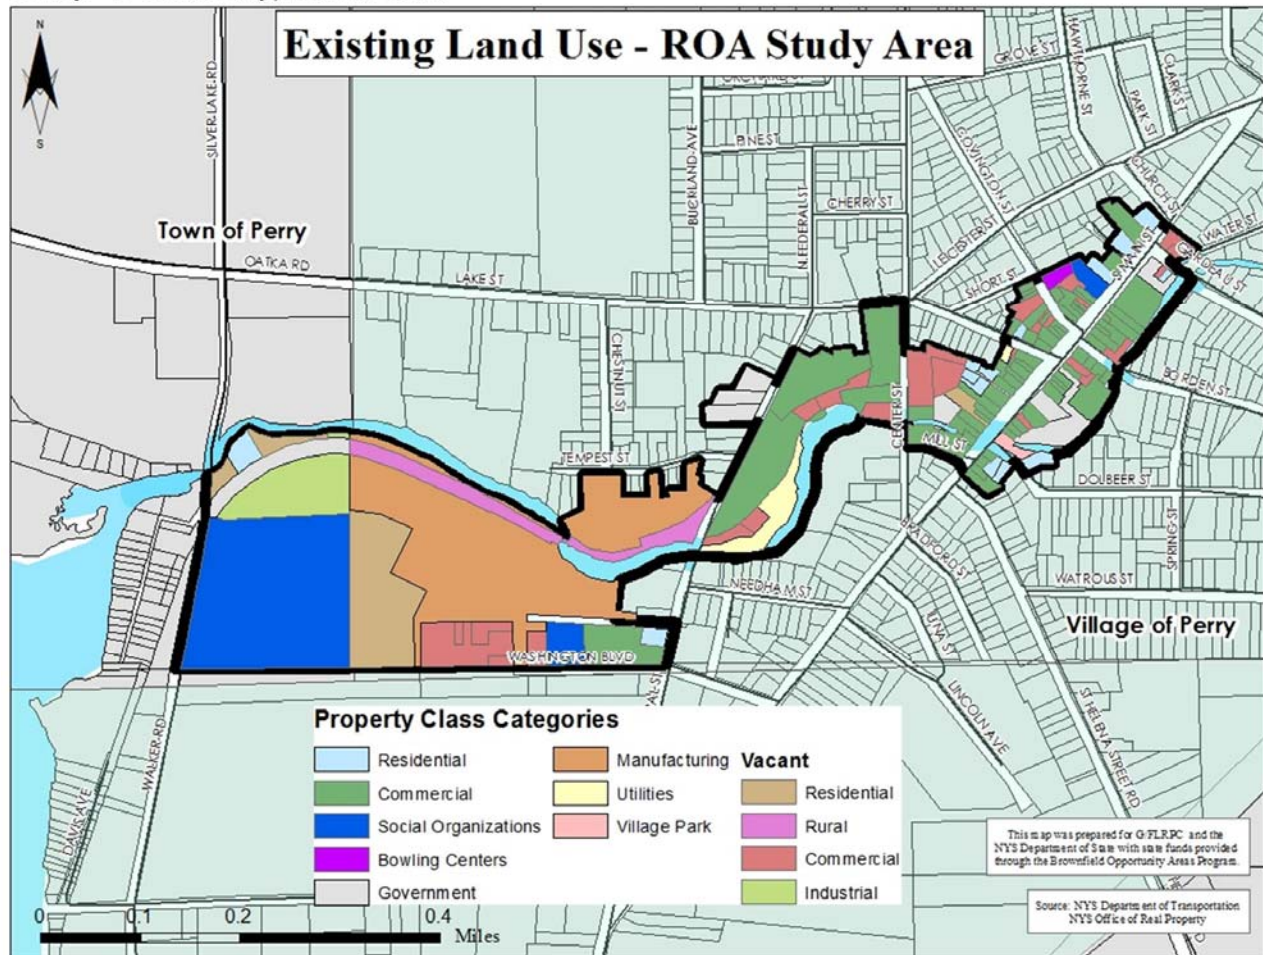 Existing Land Use - ROA Study Area
N
S
SILVER LAKE RD
GROVE ST
HAWTHORNE ST
CLARK ST
PARK ST
BUCKLAND AVE
PINE ST
COVINGTON ST
CHURCH ST
N FEDERAL ST
CHERRY ST
LEICESTER ST
WATER ST
GARDEAU ST
Town of Perry
OATKA RD
LAKE ST
SHORT ST
S MAIN ST
CHESTNUT ST
BORDEN ST
CENTER ST
MILL ST
TEMPEST ST
DOLBEER ST
BRADFORD ST
SPRING ST
NEEDHAM ST
WATROUS ST
LINA ST
Village of Perry
WASHINGTON BLVD
LINCOLN AVE
ST HELENA STREET RD
WALKER RD
DAVIS AVE
Property Class Categories
Residential
Commercial
Social Organizations
Bowling Centers
Government
Manufacturing
Utilities
Village Park
Vacant
Residential
Rural
Commercial
Industrial
This map was prepared for G/FLRPC and the
NYS Department of State with state funds provided
through the Brownfield Opportunity Areas Program.
Source: NYS Department of Transportation
NYS Office of Real Property
0 0.1 0.2 0.4
Miles